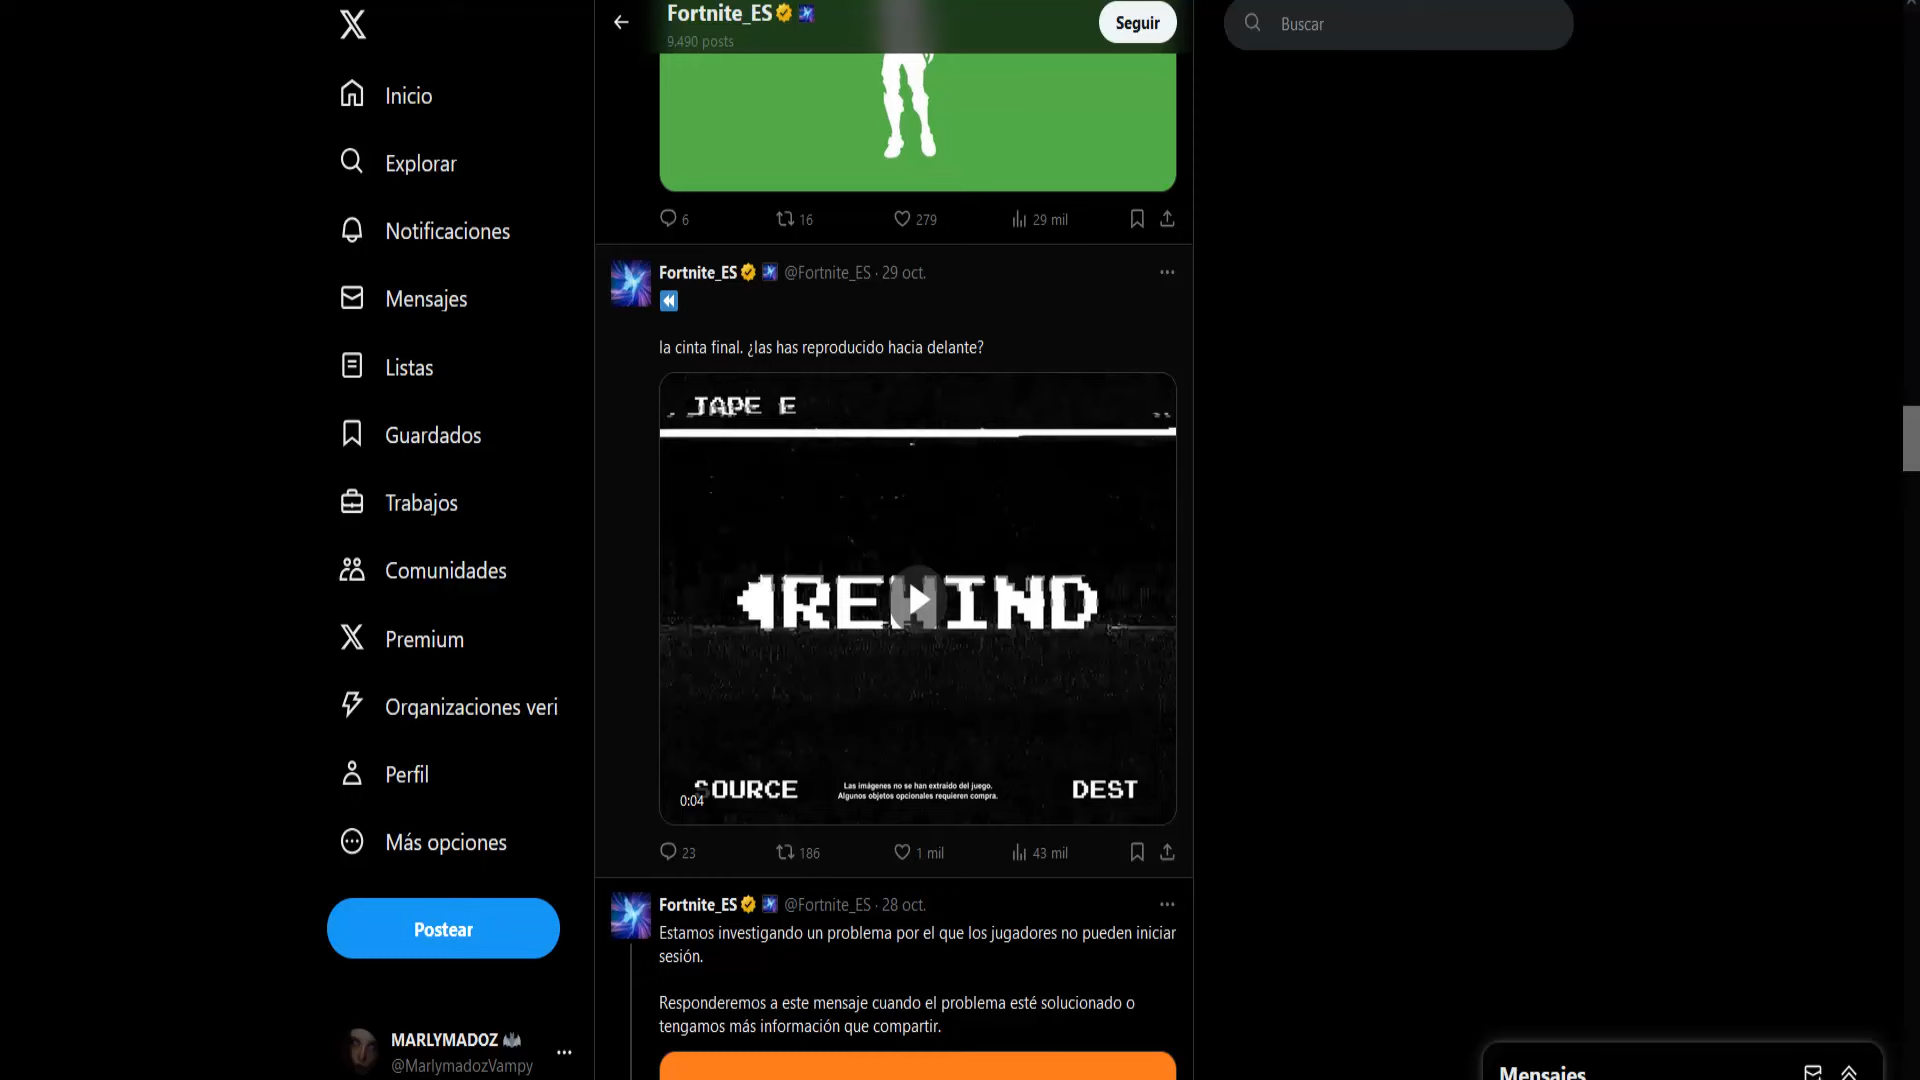 Inicio
Explorar
Notificaciones
Mensajes
Listas
Guardados
Trabajos
Comunidades
Premium
Organizaciones veri
Perfil
Más opciones
Postear
MARLYMADOZ
@MarlymadozVampy
Fortnite_ES
9.490 posts
Seguir
6 16 279 29 mil
Fortnite_ES @Fortnite_ES · 29 oct.
la cinta final. ¿las has reproducido hacia delante?
TAPE E
REWIND
SOURCE
Las imágenes no se han extraído del juego.
Algunos objetos opcionales requieren compra.
DEST
0:04
23 186 1 mil 43 mil
Fortnite_ES @Fortnite_ES · 28 oct.
Estamos investigando un problema por el que los jugadores no pueden iniciar
sesión.
Responderemos a este mensaje cuando el problema esté solucionado o
tengamos más información que compartir.
Buscar
Mensajes